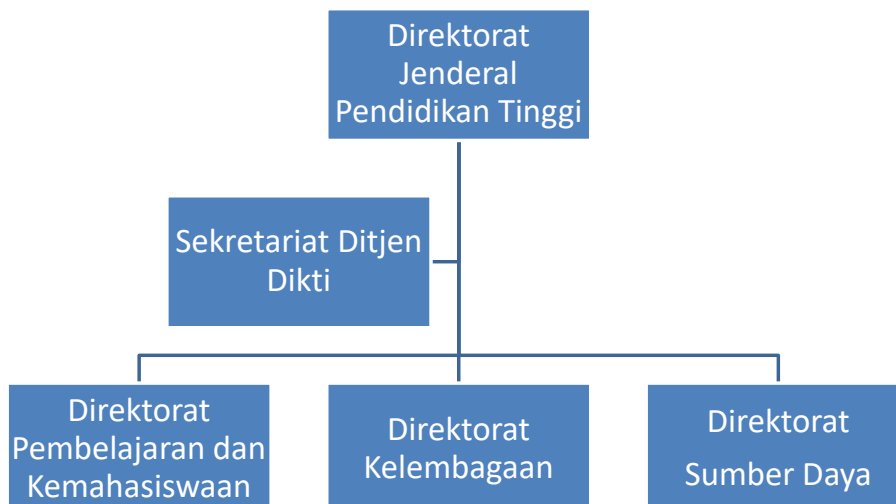 Direktorat
Jenderal
Pendidikan Tinggi
Sekretariat Ditjen
Dikti
Direktorat
Pembelajaran dan
Kemahasiswaan
Direktorat
Kelembagaan
Direktorat
Sumber Daya